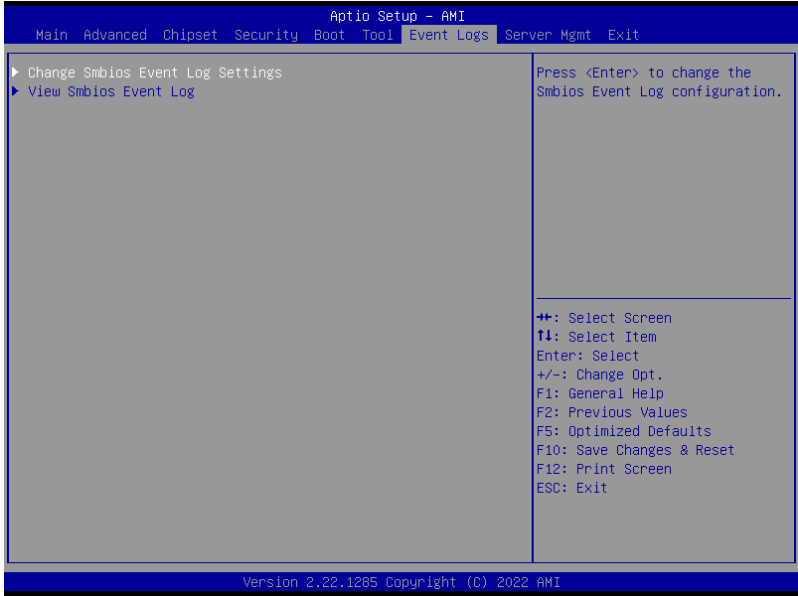 Aptio Setup - AMI
Main Advanced Chipset Security Boot Tool Event Logs Server Mgmt Exit
▶ Change Smbios Event Log Settings
▶ View Smbios Event Log
Press <Enter> to change the
Smbios Event Log configuration.
→←: Select Screen
↑↓: Select Item
Enter: Select
+/-: Change Opt.
F1: General Help
F2: Previous Values
F5: Optimized Defaults
F10: Save Changes & Reset
F12: Print Screen
ESC: Exit
Version 2.22.1285 Copyright (C) 2022 AMI